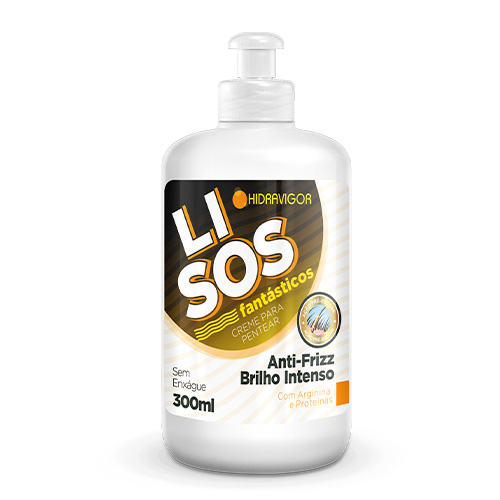 HIDRAVIGOR
LI
SOS
fantásticos
CREME PARA
PENTEAR
Anti-Frizz
Brilho Intenso
Com Arginina
e Proteínas
Sem
Enxágue
300ml